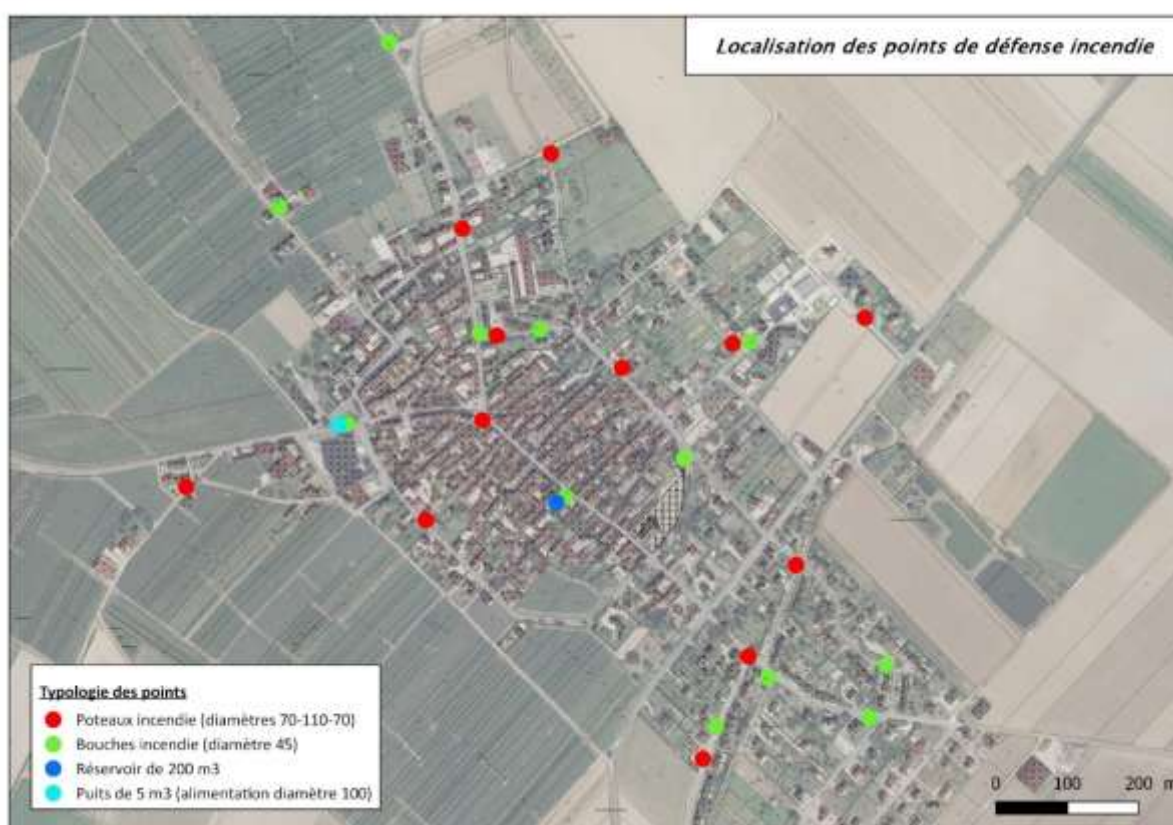 Localisation des points de défense incendie
Typologie des points
Poteaux incendie (diamètres 70-110-70)
Bouches incendie (diamètre 45)
Réservoir de 200 m3
Puits de 5 m3 (alimentation diamètre 100)
0 100 200 m